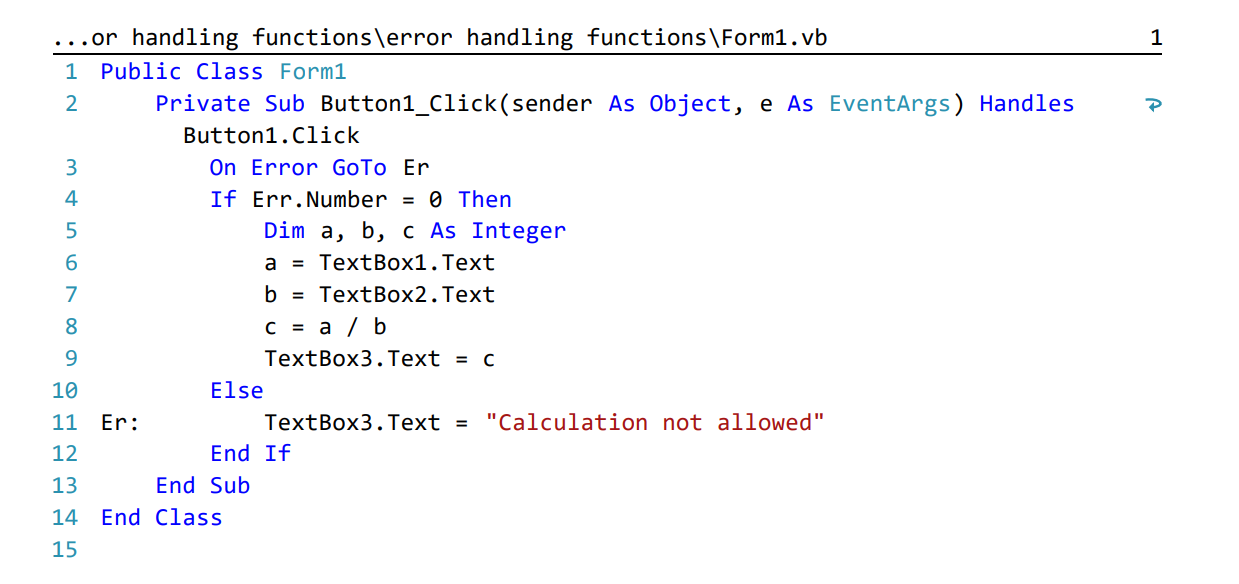 ...or handling functions\error handling functions\Form1.vb 1
1 Public Class Form1
2     Private Sub Button1_Click(sender As Object, e As EventArgs) Handles
      Button1.Click
3         On Error GoTo Er
4         If Err.Number = 0 Then
5             Dim a, b, c As Integer
6             a = TextBox1.Text
7             b = TextBox2.Text
8             c = a / b
9             TextBox3.Text = c
10         Else
11 Er:         TextBox3.Text = "Calculation not allowed"
12         End If
13     End Sub
14 End Class
15